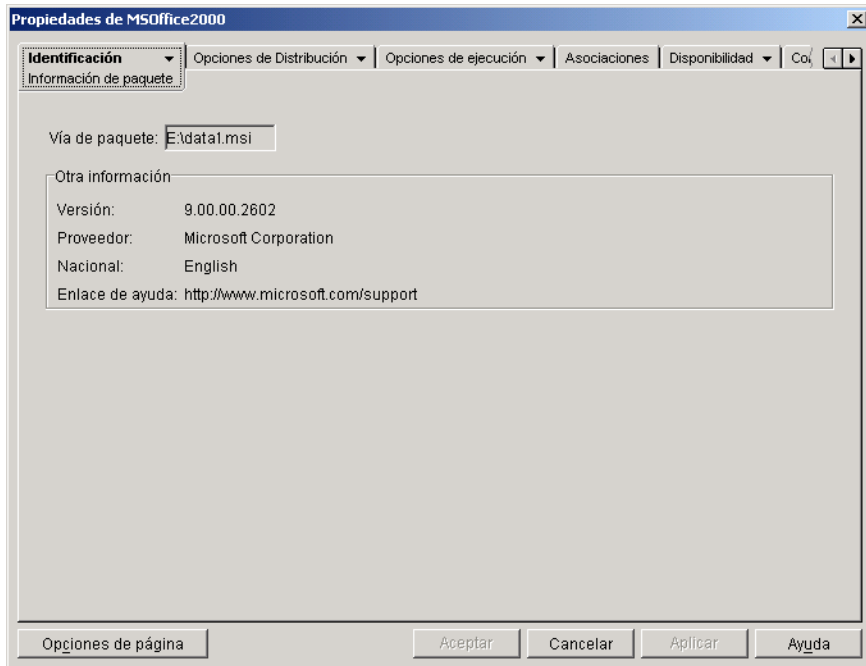 Propiedades de MSOffice2000
Identificación Opciones de Distribución Opciones de ejecución Asociaciones Disponibilidad
Información de paquete
Vía de paquete: E:\data1.msi
Otra información
Versión: 9.00.00.2602
Proveedor: Microsoft Corporation
Nacional: English
Enlace de ayuda: http://www.microsoft.com/support
Opciones de página Aceptar Cancelar Aplicar Ayuda